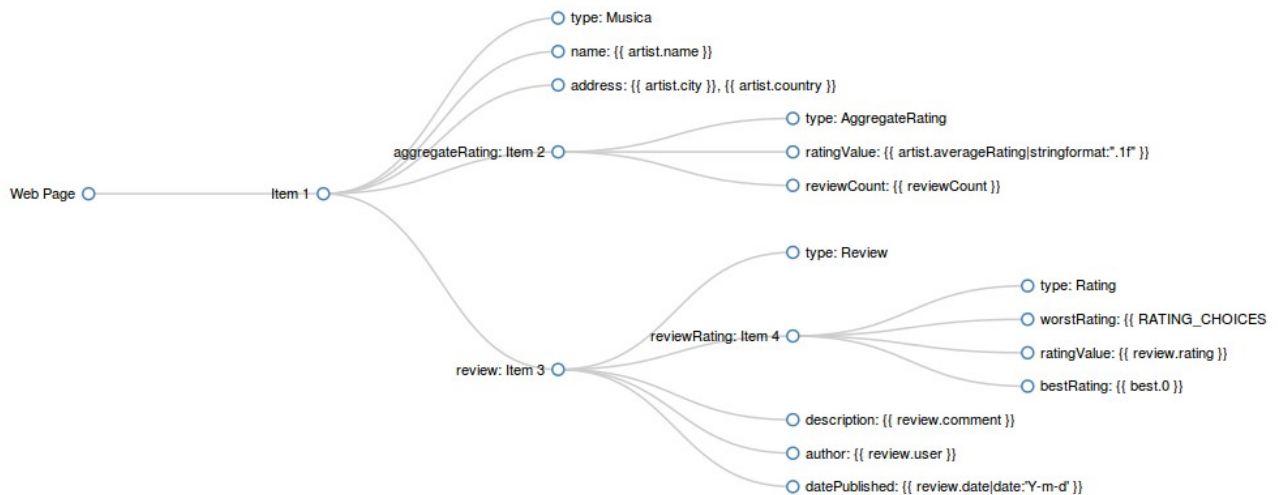 type: Musica
name: {{ artist.name }}
address: {{ artist.city }}, {{ artist.country }}
type: AggregateRating
aggregateRating: Item 2
ratingValue: {{ artist.averageRating|stringformat:".1f" }}
reviewCount: {{ reviewCount }}
Web Page
Item 1
type: Review
type: Rating
worstRating: {{ RATING_CHOICES
reviewRating: Item 4
ratingValue: {{ review.rating }}
review: Item 3
bestRating: {{ best.0 }}
description: {{ review.comment }}
author: {{ review.user }}
datePublished: {{ review.date|date:'Y-m-d' }}